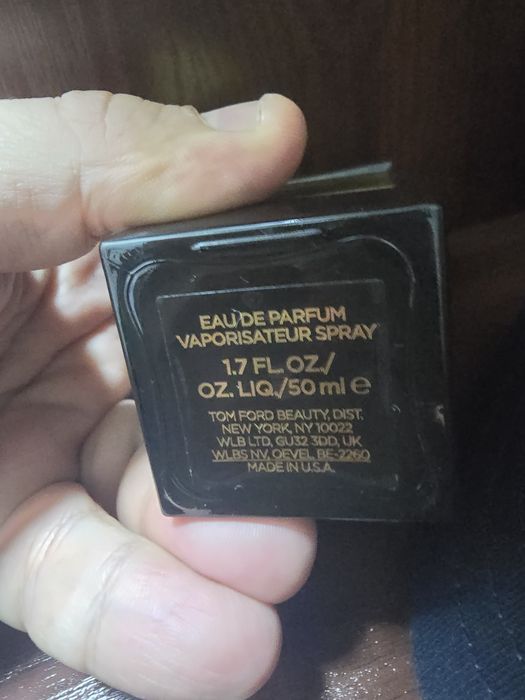 EAU DE PARFUM
VAPORISATEUR SPRAY
1.7 FL. OZ./
OZ. LIQ./50 ml ℮
TOM FORD BEAUTY, DIST.
NEW YORK, NY 10022
WLB LTD, GU32 3DD, UK
WLBS NV, OEVEL, BE-2260
MADE IN U.S.A.